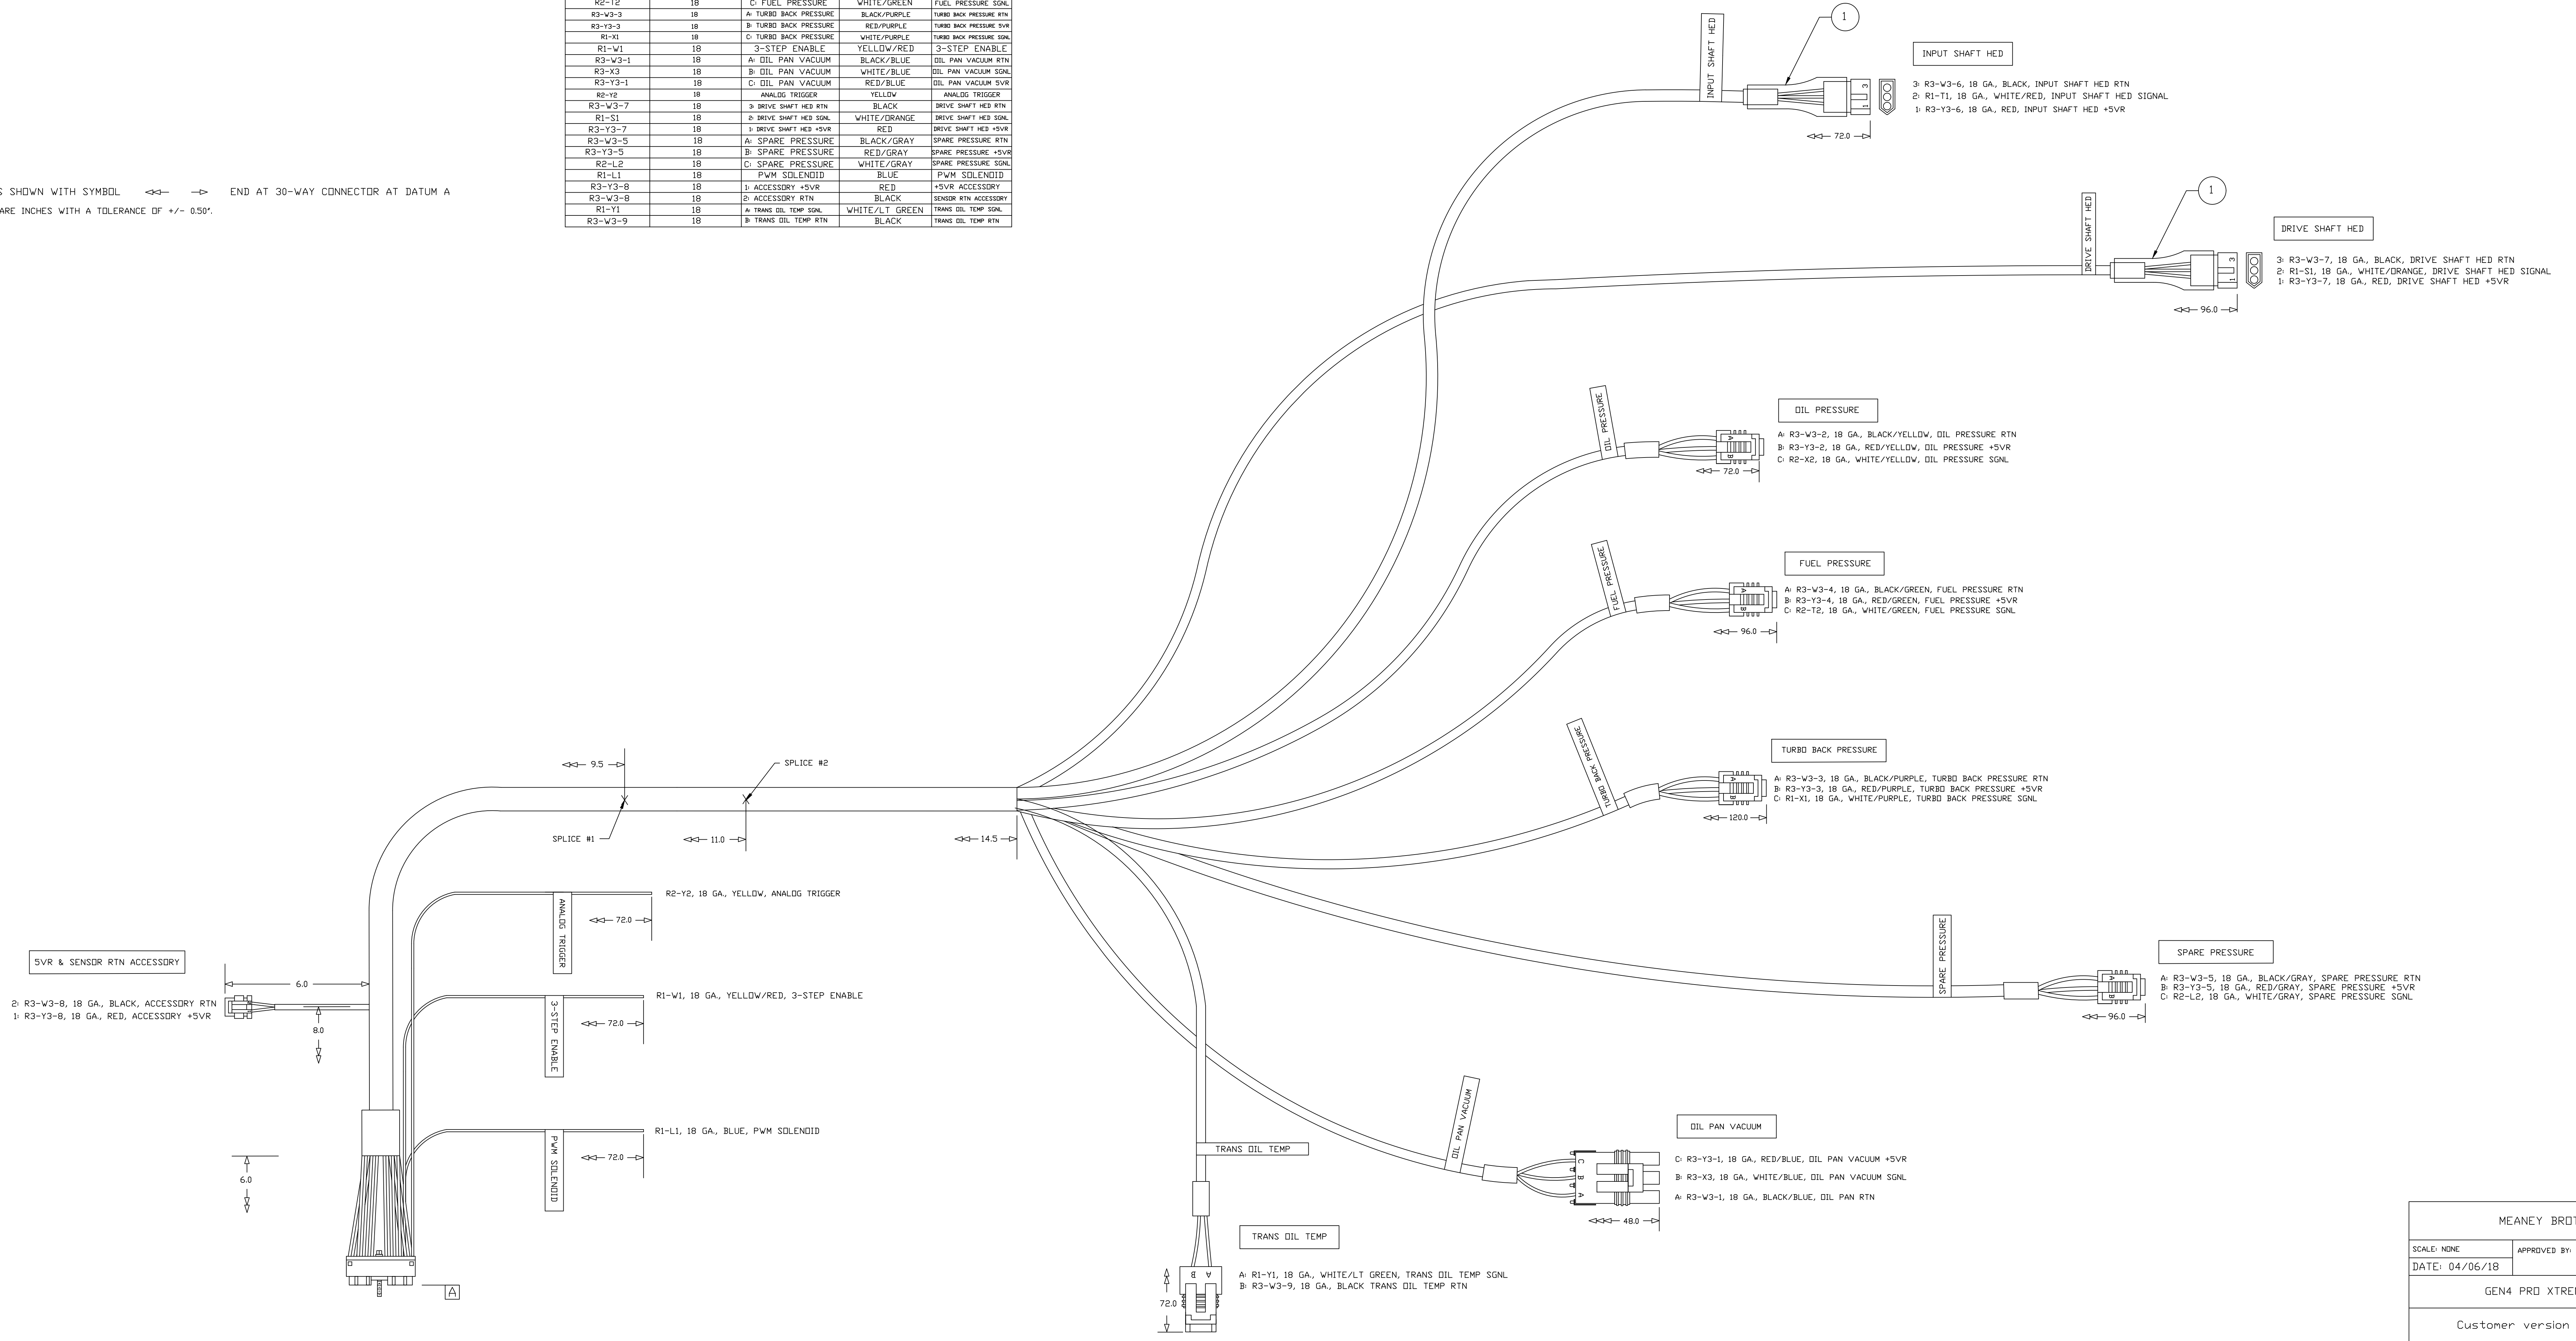 R2-T2 18 C: FUEL PRESSURE WHITE/GREEN FUEL PRESSURE SGNL
R3-W3-3 18 A: TURBO BACK PRESSURE BLACK/PURPLE TURBO BACK PRESSURE RTN
R3-Y3-3 18 B: TURBO BACK PRESSURE RED/PURPLE TURBO BACK PRESSURE 5VR
R1-X1 18 C: TURBO BACK PRESSURE WHITE/PURPLE TURBO BACK PRESSURE SGNL
R1-W1 18 3-STEP ENABLE YELLOW/RED 3-STEP ENABLE
R3-W3-1 18 A: OIL PAN VACUUM BLACK/BLUE OIL PAN VACUUM RTN
R3-X3 18 B: OIL PAN VACUUM WHITE/BLUE OIL PAN VACUUM SGNL
R3-Y3-1 18 C: OIL PAN VACUUM RED/BLUE OIL PAN VACUUM 5VR
R2-Y2 18 ANALOG TRIGGER YELLOW ANALOG TRIGGER
R3-W3-7 18 3: DRIVE SHAFT HED RTN BLACK DRIVE SHAFT HED RTN
R1-S1 18 2: DRIVE SHAFT HED SGNL WHITE/ORANGE DRIVE SHAFT HED SGNL
R3-Y3-7 18 1: DRIVE SHAFT HED +5VR RED DRIVE SHAFT HED +5VR
R3-W3-5 18 A: SPARE PRESSURE BLACK/GRAY SPARE PRESSURE RTN
R3-Y3-5 18 B: SPARE PRESSURE RED/GRAY SPARE PRESSURE +5VR
R2-L2 18 C: SPARE PRESSURE WHITE/GRAY SPARE PRESSURE SGNL
R1-L1 18 PWM SOLENOID BLUE PWM SOLENOID
R3-Y3-8 18 1: ACCESSORY +5VR RED +5VR ACCESSORY
R3-W3-8 18 2: ACCESSORY RTN BLACK SENSOR RTN ACCESSORY
R1-Y1 18 A: TRANS OIL TEMP SGNL WHITE/LT GREEN TRANS OIL TEMP SGNL
R3-W3-9 18 B: TRANS OIL TEMP RTN BLACK TRANS OIL TEMP RTN
S SHOWN WITH SYMBOL END AT 30-WAY CONNECTOR AT DATUM A
ARE INCHES WITH A TOLERANCE OF +/- 0.50".
INPUT SHAFT HED
1
3
1
72.0
INPUT SHAFT HED
3: R3-W3-6, 18 GA., BLACK, INPUT SHAFT HED RTN
2: R1-T1, 18 GA., WHITE/RED, INPUT SHAFT HED SIGNAL
1: R3-Y3-6, 18 GA., RED, INPUT SHAFT HED +5VR
DRIVE SHAFT HED
1
3
1
96.0
DRIVE SHAFT HED
3: R3-W3-7, 18 GA., BLACK, DRIVE SHAFT HED RTN
2: R1-S1, 18 GA., WHITE/ORANGE, DRIVE SHAFT HED SIGNAL
1: R3-Y3-7, 18 GA., RED, DRIVE SHAFT HED +5VR
OIL PRESSURE
A
B
72.0
OIL PRESSURE
A: R3-W3-2, 18 GA., BLACK/YELLOW, OIL PRESSURE RTN
B: R3-Y3-2, 18 GA., RED/YELLOW, OIL PRESSURE +5VR
C: R2-X2, 18 GA., WHITE/YELLOW, OIL PRESSURE SGNL
FUEL PRESSURE
A
B
96.0
FUEL PRESSURE
A: R3-W3-4, 18 GA., BLACK/GREEN, FUEL PRESSURE RTN
B: R3-Y3-4, 18 GA., RED/GREEN, FUEL PRESSURE +5VR
C: R2-T2, 18 GA., WHITE/GREEN, FUEL PRESSURE SGNL
TURBO BACK PRESSURE
A
B
120.0
TURBO BACK PRESSURE
A: R3-W3-3, 18 GA., BLACK/PURPLE, TURBO BACK PRESSURE RTN
B: R3-Y3-3, 18 GA., RED/PURPLE, TURBO BACK PRESSURE +5VR
C: R1-X1, 18 GA., WHITE/PURPLE, TURBO BACK PRESSURE SGNL
9.5
SPLICE #2
SPLICE #1
11.0
14.5
R2-Y2, 18 GA., YELLOW, ANALOG TRIGGER
ANALOG TRIGGER
72.0
5VR & SENSOR RTN ACCESSORY
6.0
2: R3-W3-8, 18 GA., BLACK, ACCESSORY RTN
1: R3-Y3-8, 18 GA., RED, ACCESSORY +5VR
8.0
R1-W1, 18 GA., YELLOW/RED, 3-STEP ENABLE
3-STEP ENABLE
72.0
SPARE PRESSURE
A
B
96.0
SPARE PRESSURE
A: R3-W3-5, 18 GA., BLACK/GRAY, SPARE PRESSURE RTN
B: R3-Y3-5, 18 GA., RED/GRAY, SPARE PRESSURE +5VR
C: R2-L2, 18 GA., WHITE/GRAY, SPARE PRESSURE SGNL
R1-L1, 18 GA., BLUE, PWM SOLENOID
PWM SOLENOID
72.0
6.0
A
OIL PAN VACUUM
C
B
A
48.0
OIL PAN VACUUM
C: R3-Y3-1, 18 GA., RED/BLUE, OIL PAN VACUUM +5VR
B: R3-X3, 18 GA., WHITE/BLUE, OIL PAN VACUUM SGNL
A: R3-W3-1, 18 GA., BLACK/BLUE, OIL PAN RTN
TRANS OIL TEMP
B A
72.0
TRANS OIL TEMP
A: R1-Y1, 18 GA., WHITE/LT GREEN, TRANS OIL TEMP SGNL
B: R3-W3-9, 18 GA., BLACK TRANS OIL TEMP RTN
MEANEY BROT
SCALE: NONE APPROVED BY:
DATE: 04/06/18
GEN4 PRO XTREM
Customer version